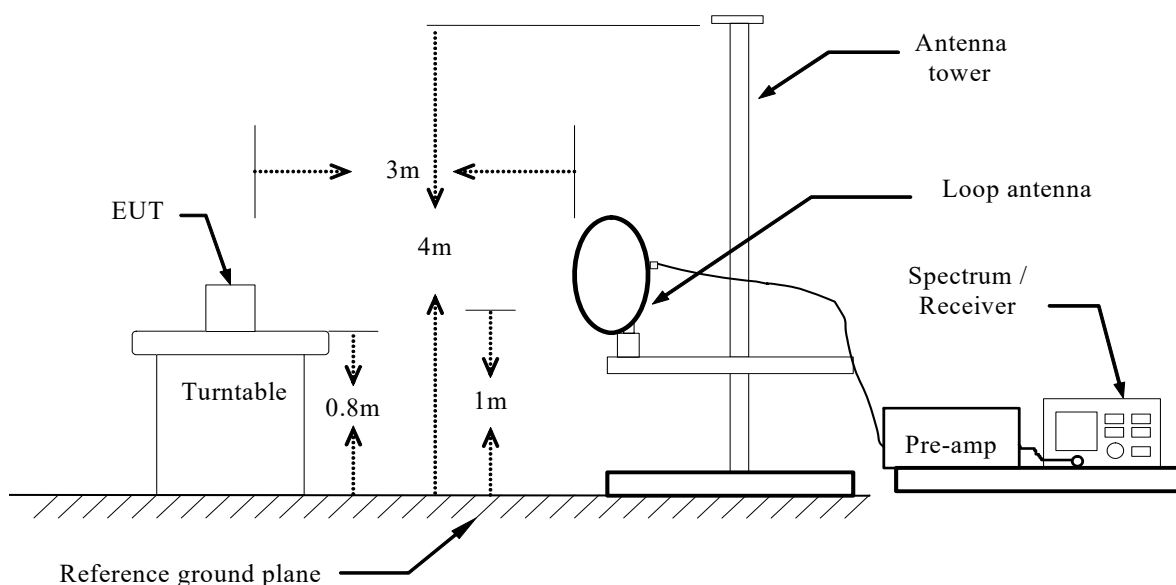 Antenna
tower
3m
Loop antenna
EUT
4m
Spectrum /
Receiver
Turntable
0.8m
1m
Pre-amp
Reference ground plane